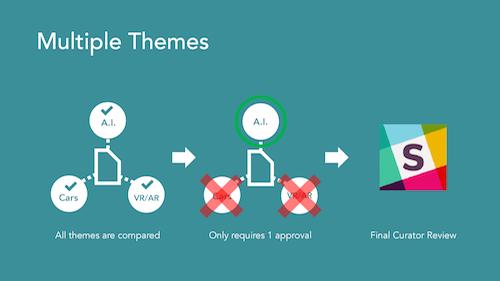 Multiple Themes
A.I.
Cars
VR/AR
A.I.
Cars
VR/AR
S
All themes are compared
Only requires 1 approval
Final Curator Review